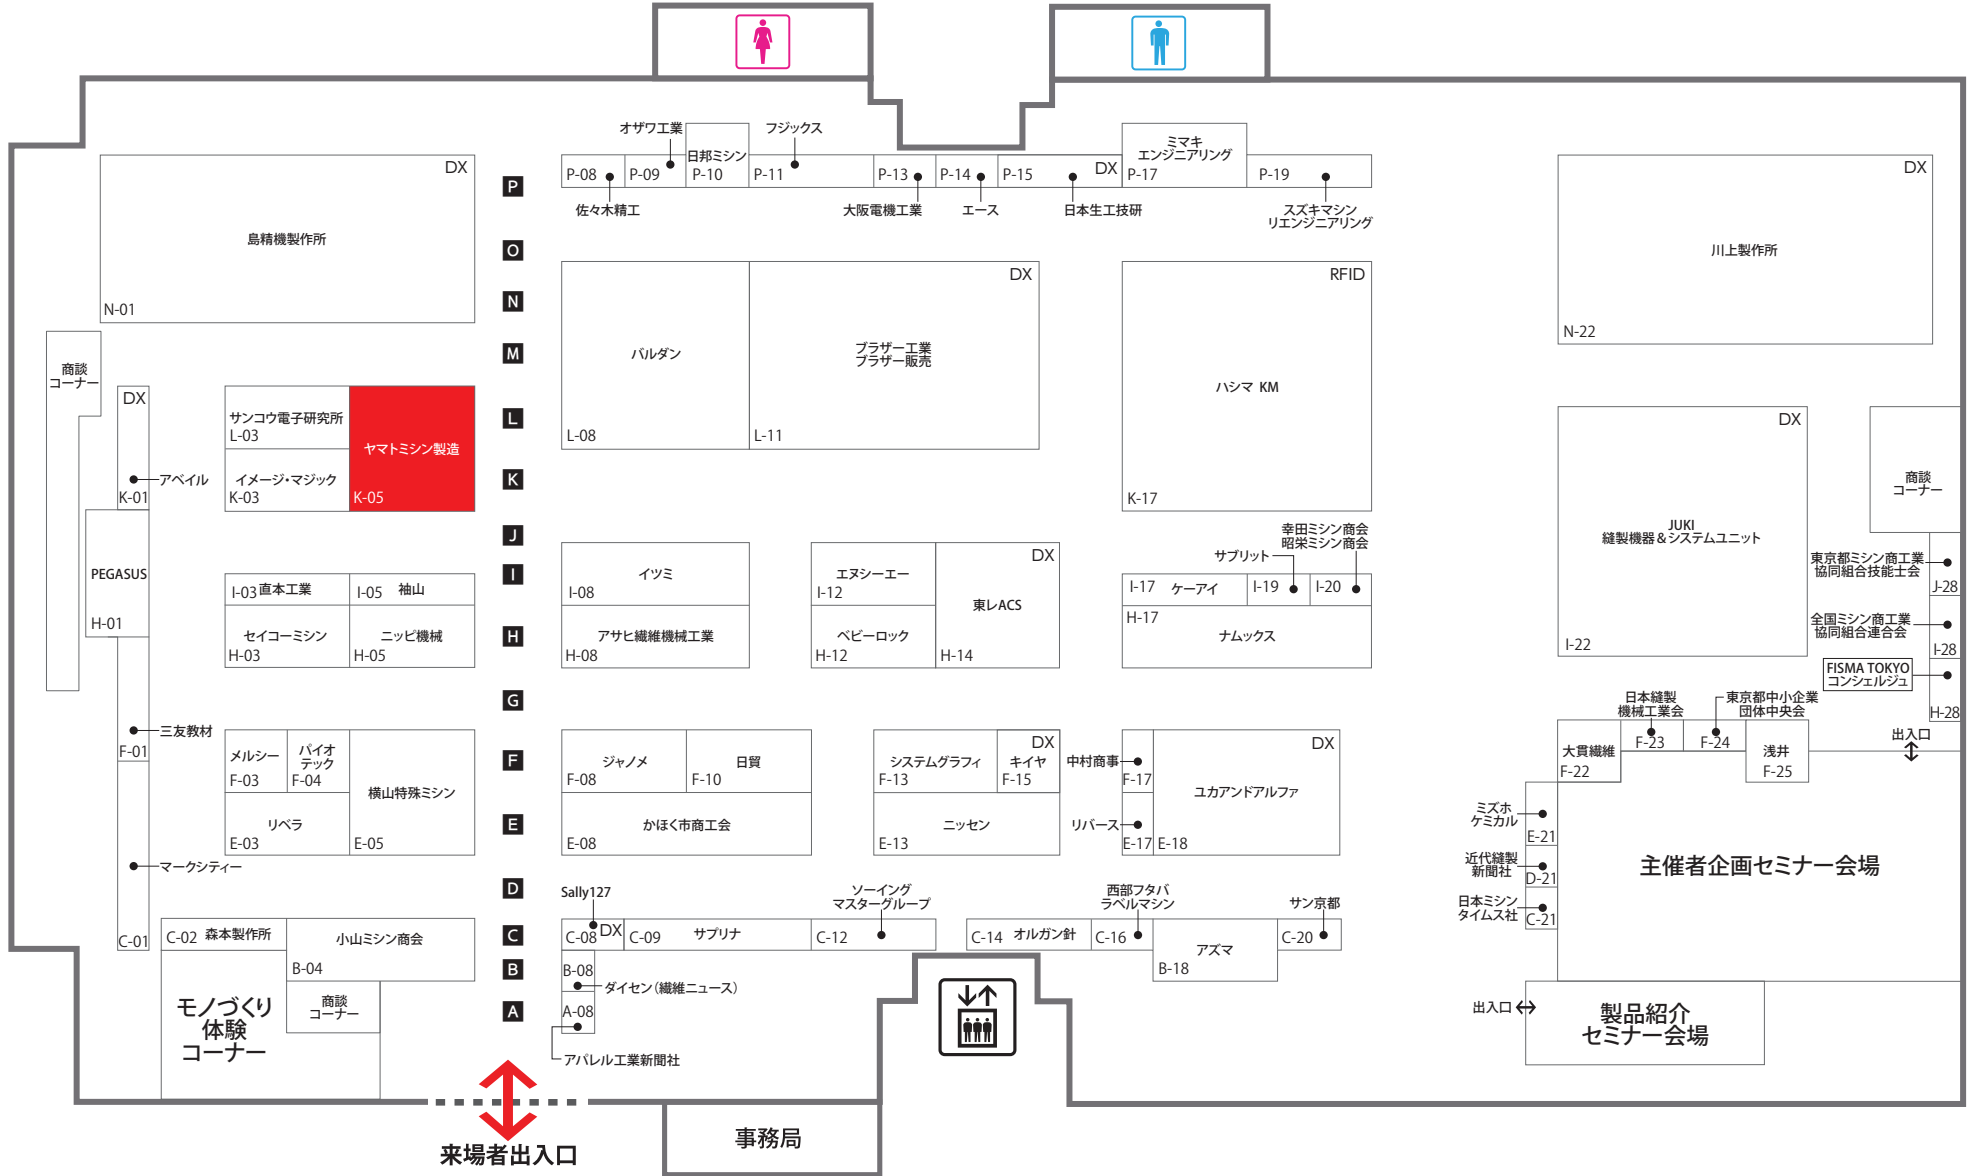 オザワ工業
フジックス
ミマキ
エンジニアリング
日邦ミシン
P-08
P-09
P-10
P-11
P-13
P-14
P-15
DX
P-17
P-19
佐々木精工
大阪電機工業
エース
日本生工技研
スズキマシン
リエンジニアリング
DX
島精機製作所
N-01
P
O
N
M
L
K
J
I
H
G
F
E
D
C
B
A
バルダン
L-08
DX
ブラザー工業
ブラザー販売
L-11
RFID
ハシマ KM
K-17
DX
川上製作所
N-22
商談
コーナー
DX
アベイル
K-01
サンコウ電子研究所
L-03
イメージ・マジック
K-03
ヤマトミシン製造
K-05
PEGASUS
H-01
I-03 直本工業
I-05 袖山
セイコーミシン
H-03
ニッピ機械
H-05
イツミ
I-08
アサヒ繊維機械工業
H-08
エヌシーエー
I-12
ベビーロック
H-12
DX
東レACS
H-14
幸田ミシン商会
昭栄ミシン商会
サブリット
I-17 ケーアイ
I-19
I-20
H-17
ナムックス
DX
JUKI
縫製機器＆システムユニット
I-22
商談
コーナー
東京都ミシン商工業
協同組合技能士会
J-28
全国ミシン商工業
協同組合連合会
I-28
FISMA TOKYO
コンシェルジュ
H-28
三友教材
F-01
マークシティー
C-01
メルシー
F-03
パイオ
テック
F-04
リベラ
E-03
横山特殊ミシン
E-05
ジャノメ
F-08
日貿
F-10
かほく市商工会
E-08
システムグラフィ
F-13
DX
キイヤ
F-15
ニッセン
E-13
中村商事
F-17
リバース
E-17
DX
ユカアンドアルファ
E-18
日本縫製
機械工業会
F-23
東京都中小企業
団体中央会
F-24
大貫繊維
F-22
浅井
F-25
出入口
ミズホ
ケミカル
E-21
近代縫製
新聞社
D-21
日本ミシン
タイムス社
C-21
主催者企画セミナー会場
C-02 森本製作所
小山ミシン商会
B-04
モノづくり
体験
コーナー
商談
コーナー
Sally127
C-08
DX
C-09 サプリナ
ソーイング
マスターグループ
C-12
B-08
ダイセン（繊維ニュース）
A-08
アパレル工業新聞社
C-14 オルガン針
西部フタバ
ラベルマシン
C-16
アズマ
B-18
サン京都
C-20
出入口
製品紹介
セミナー会場
来場者出入口
事務局